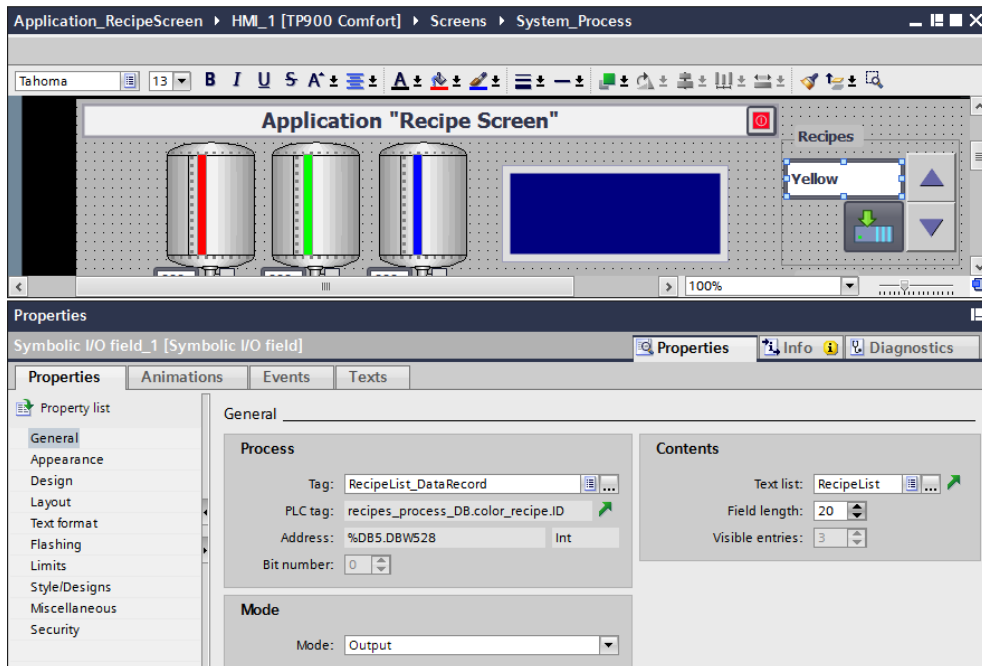 Application_RecipeScreen ▸ HMI_1 [TP900 Comfort] ▸ Screens ▸ System_Process
Tahoma 13 B I U S A A
Application "Recipe Screen"
Recipes
Yellow
100%
Properties
Symbolic I/O field_1 [Symbolic I/O field]
Properties Info Diagnostics
Properties Animations Events Texts
Property list
General
Appearance
Design
Layout
Text format
Flashing
Limits
Style/Designs
Miscellaneous
Security
General
Process
Tag: RecipeList_DataRecord ...
PLC tag: recipes_process_DB.color_recipe.ID
Address: %DB5.DBW528 Int
Bit number: 0
Mode
Mode: Output
Contents
Text list: RecipeList ...
Field length: 20
Visible entries: 3